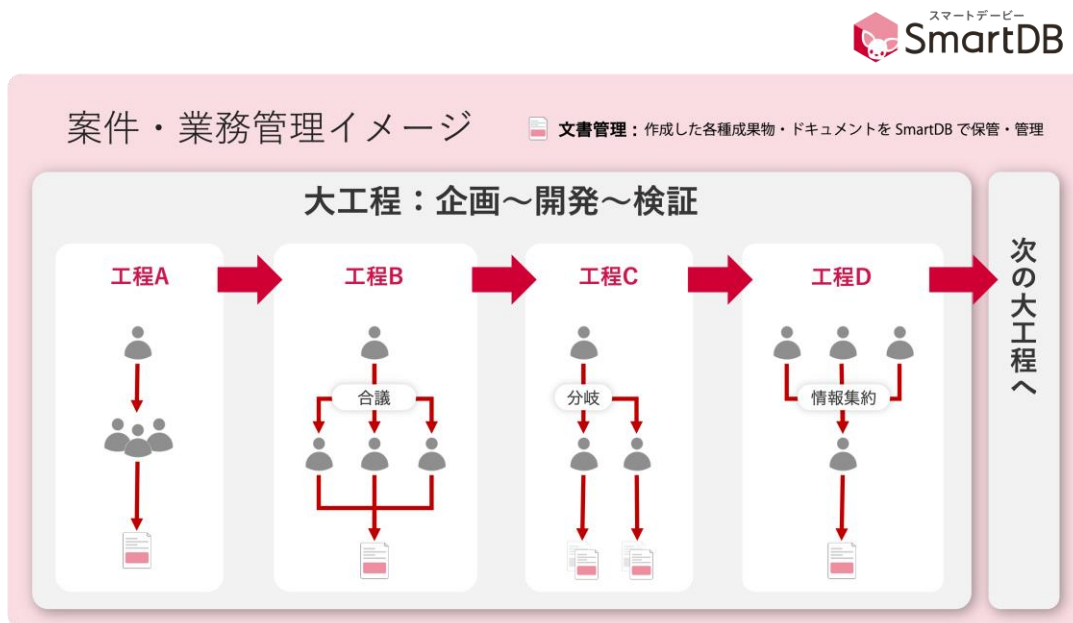 スマートデービー
SmartDB
案件・業務管理イメージ
文書管理：作成した各種成果物・ドキュメントを SmartDB で保管・管理
大工程：企画〜開発〜検証
工程A
工程B
工程C
工程D
合議
分岐
情報集約
次の大工程へ